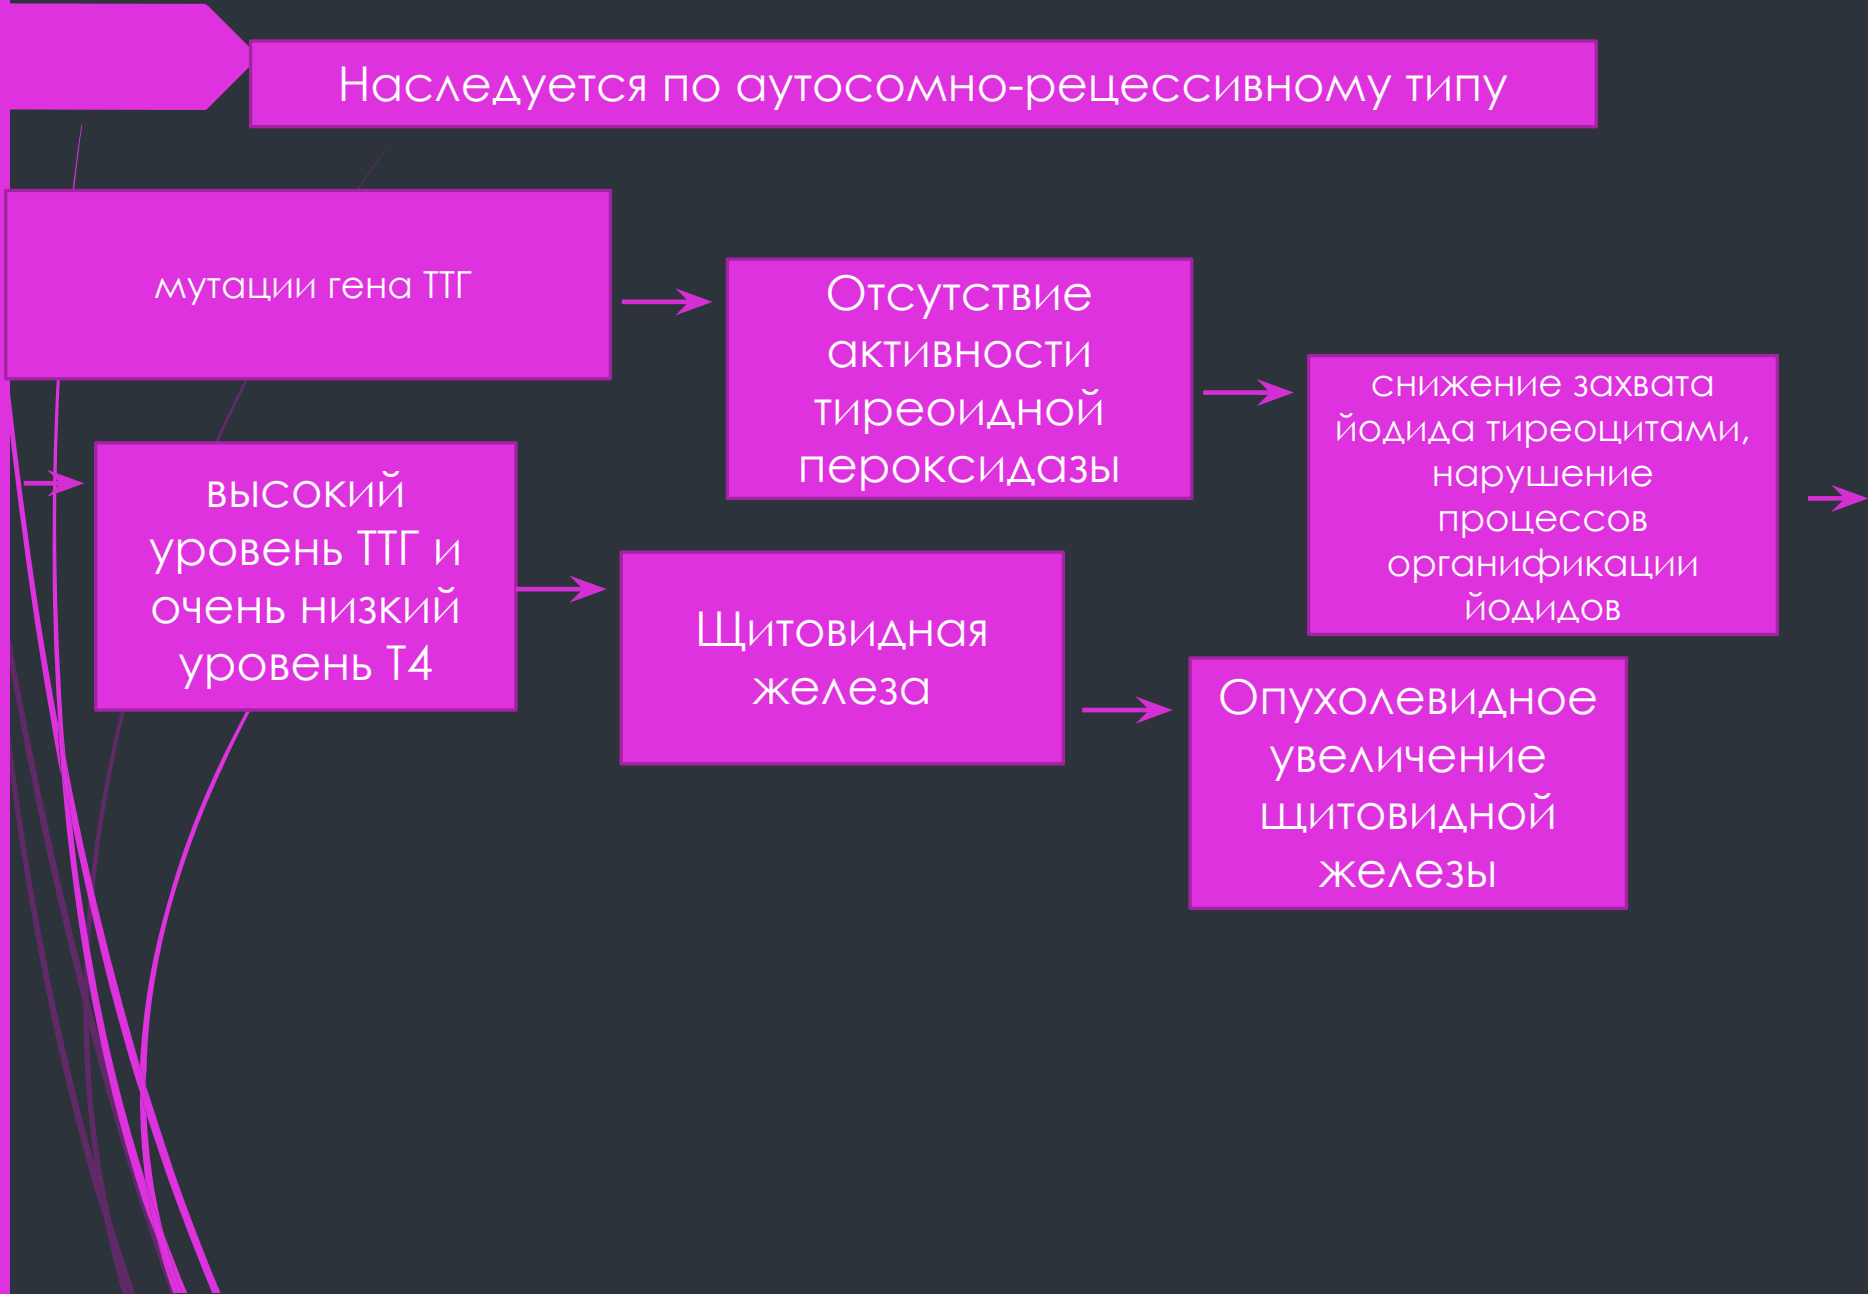 Наследуется по аутосомно-рецессивному типу
мутации гена ТТГ
Отсутствие
активности
тиреоидной
пероксидазы
снижение захвата
йодида тиреоцитами,
нарушение
процессов
органификации
йодидов
высокий
уровень ТТГ и
очень низкий
уровень Т4
Щитовидная
железа
Опухолевидное
увеличение
щитовидной
железы